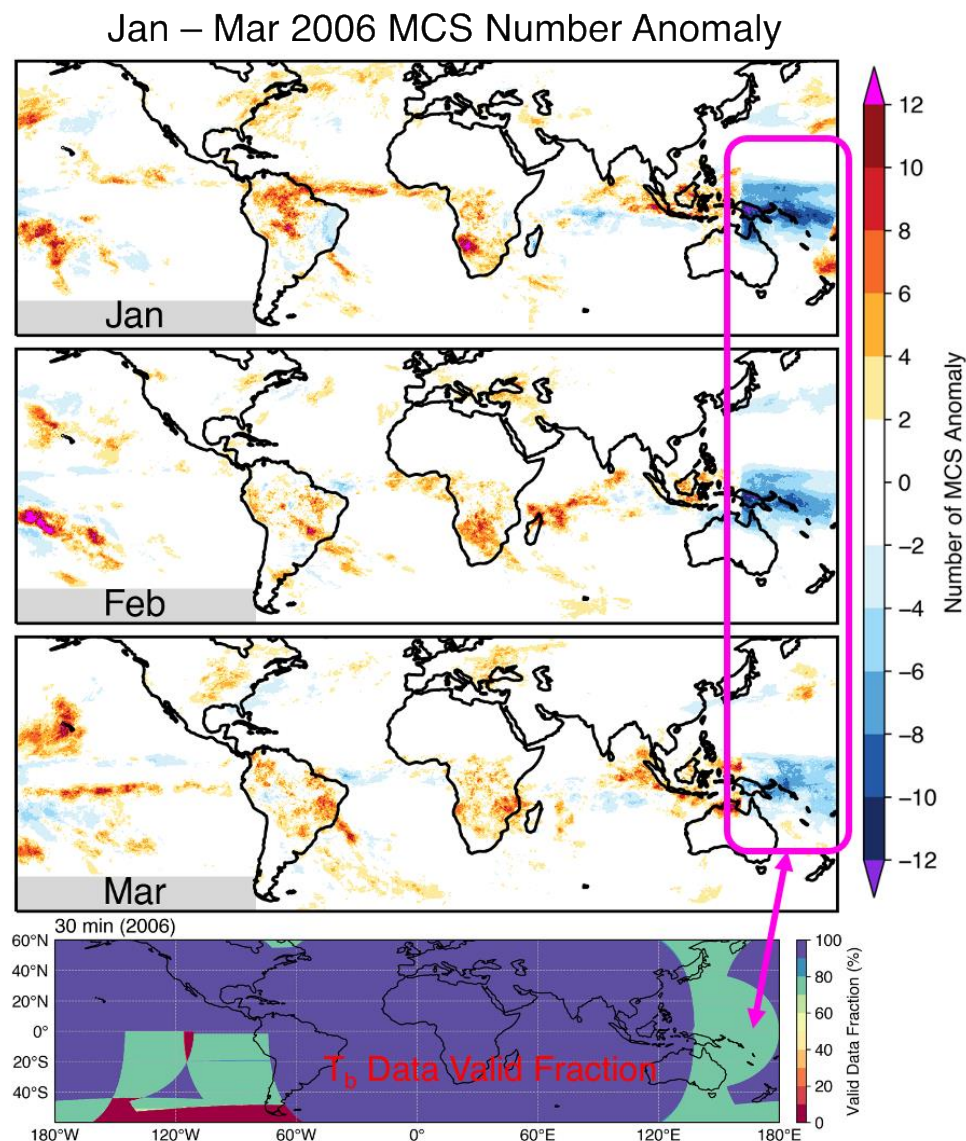 Jan – Mar 2006 MCS Number Anomaly
Jan
Feb
Mar
12
10
8
6
4
2
0
−2
−4
−6
−8
−10
−12
Number of MCS Anomaly
30 min (2006)
60°N
40°N
20°N
0°
20°S
40°S
180°W
120°W
60°W
0°
60°E
120°E
180°E
Tb Data Valid Fraction
100
80
60
40
20
0
Valid Data Fraction (%)